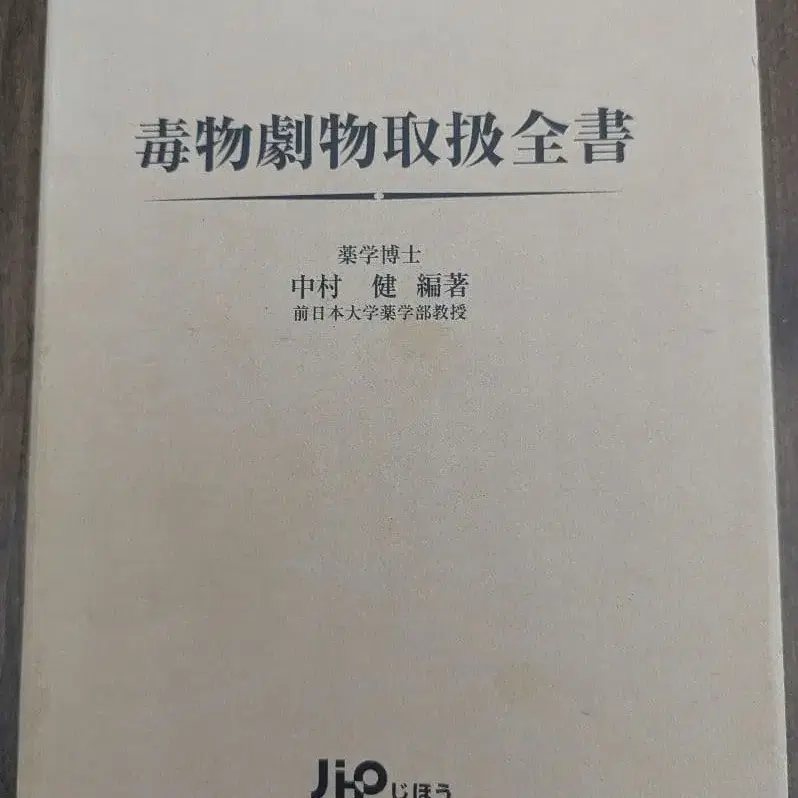 毒物劇物取扱全書
薬学博士
中村 健 編著
前日本大学薬学部教授
Jiho じほう